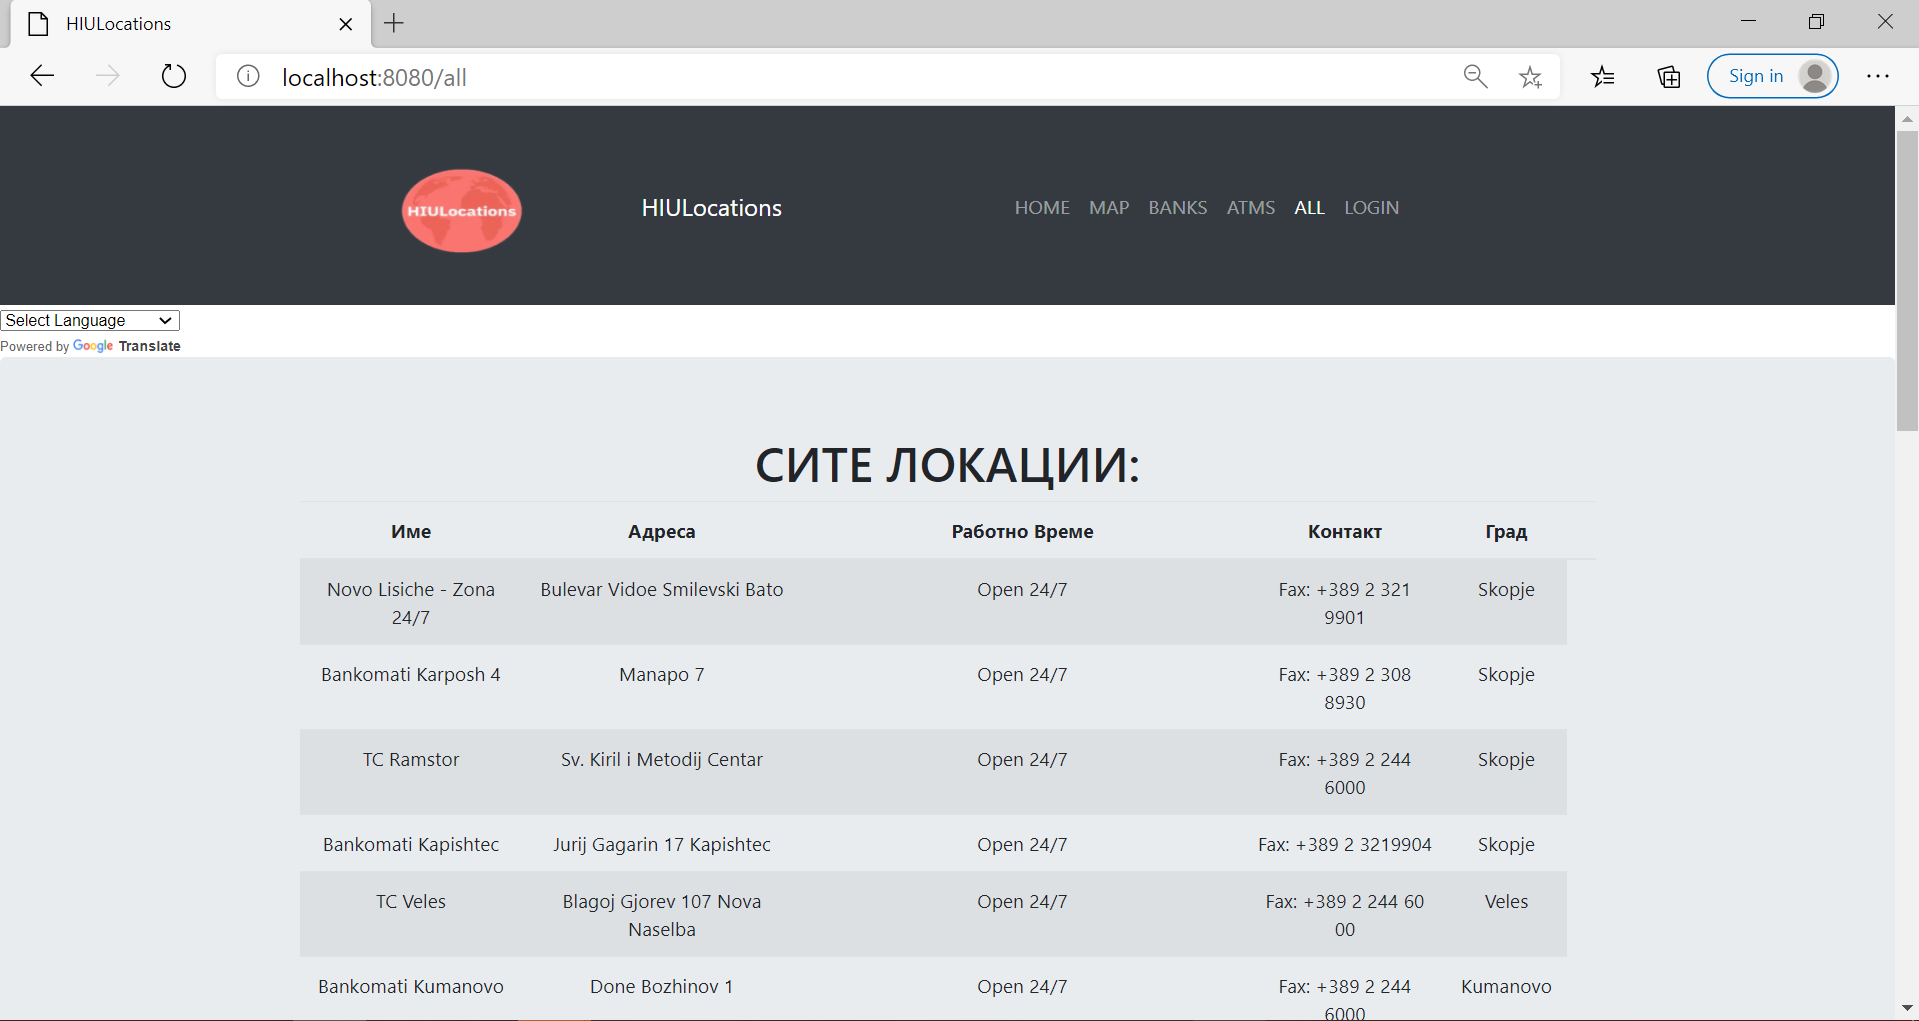 HIULocations
localhost:8080/all
Sign in
HIULocations
HIULocations
HOME MAP BANKS ATMS ALL LOGIN
Select Language
Powered by Google Translate
СИТЕ ЛОКАЦИИ:
Име Адреса Работно Време Контакт Град
Novo Lisiche - Zona Bulevar Vidoe Smilevski Bato Open 24/7 Fax: +389 2 321 Skopje
24/7 9901
Bankomati Karposh 4 Manapo 7 Open 24/7 Fax: +389 2 308 Skopje
8930
TC Ramstor Sv. Kiril i Metodij Centar Open 24/7 Fax: +389 2 244 Skopje
6000
Bankomati Kapishtec Jurij Gagarin 17 Kapishtec Open 24/7 Fax: +389 2 3219904 Skopje
TC Veles Blagoj Gjorev 107 Nova Open 24/7 Fax: +389 2 244 60 Veles
Naselba 00
Bankomati Kumanovo Done Bozhinov 1 Open 24/7 Fax: +389 2 244 Kumanovo
6000